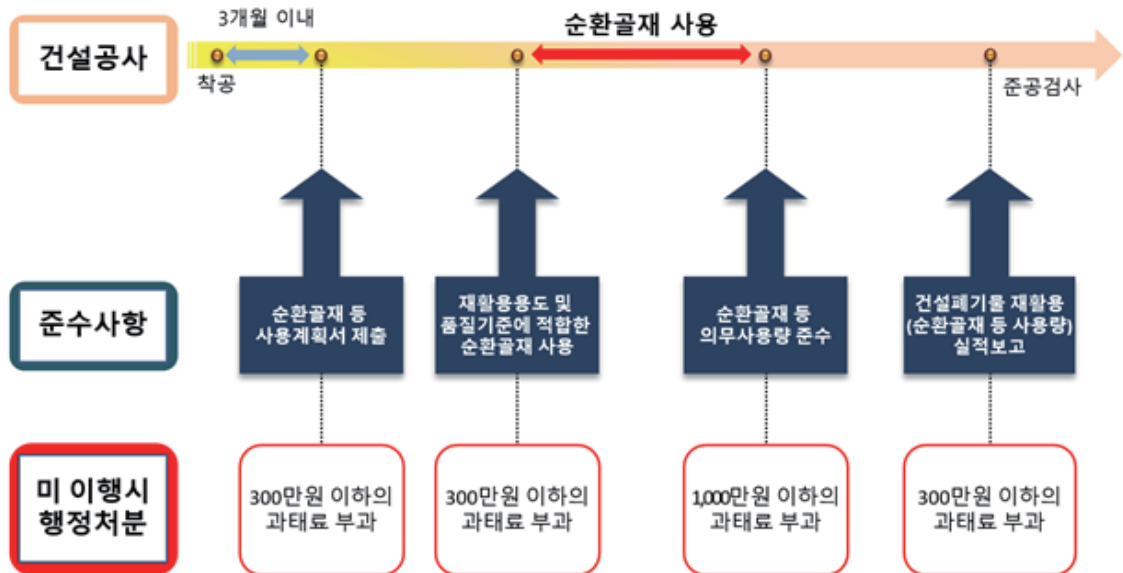 3개월 이내
순환골재 사용
건설공사
착공
준공검사
준수사항
순환골재 등
사용계획서 제출
재활용용도 및
품질기준에 적합한
순환골재 사용
순환골재 등
의무사용량 준수
건설폐기물 재활용
(순환골재 등 사용량)
실적보고
미 이행시
행정처분
300만원 이하의
과태료 부과
300만원 이하의
과태료 부과
1,000만원 이하의
과태료 부과
300만원 이하의
과태료 부과